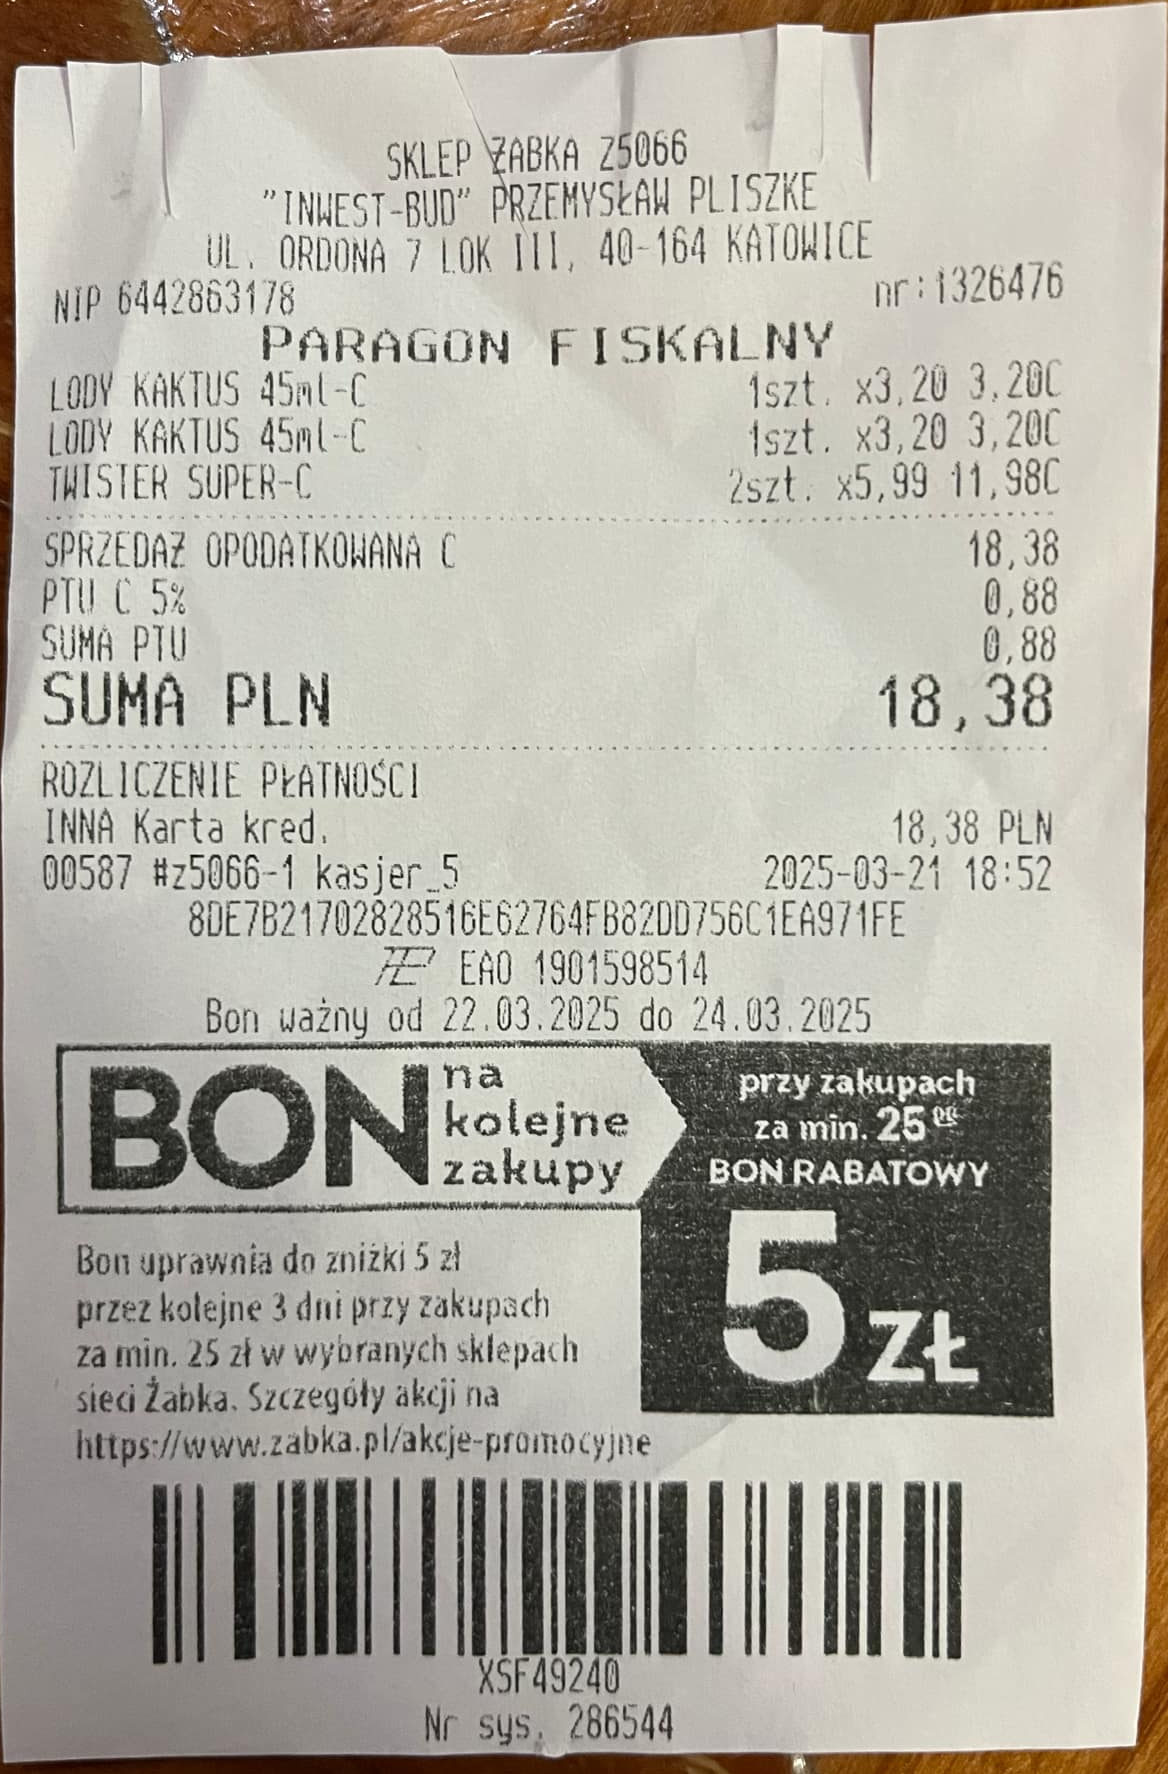 SKLEP ŻABKA Z5066
"INWEST-BUD" PRZEMYSŁAW PLISZKE
UL. ORDONA 7 LOK III, 40-164 KATOWICE
NIP 6442863178 nr:1326476
PARAGON FISKALNY
LODY KAKTUS 45ml-C 1szt. x3,20 3,20C
LODY KAKTUS 45ml-C 1szt. x3,20 3,20C
TWISTER SUPER-C 2szt. x5,99 11,98C
SPRZEDAŻ OPODATKOWANA C 18,38
PTU C 5% 0,88
SUMA PTU 0,88
SUMA PLN 18,38
ROZLICZENIE PŁATNOŚCI
INNA Karta kred. 18,38 PLN
00587 #z5066-1 kasjer_5 2025-03-21 18:52
8DE7B21702828516E62764FB82DD756C1EA971FE
EAO 1901598514
Bon ważny od 22.03.2025 do 24.03.2025
BON na kolejne zakupy
przy zakupach
za min. 25⁰⁰
BON RABATOWY
5 ZŁ
Bon uprawnia do zniżki 5 zł
przez kolejne 3 dni przy zakupach
za min. 25 zł w wybranych sklepach
sieci Żabka. Szczegóły akcji na
https://www.zabka.pl/akcje-promocyjne
XSF49240
Nr sys. 286544